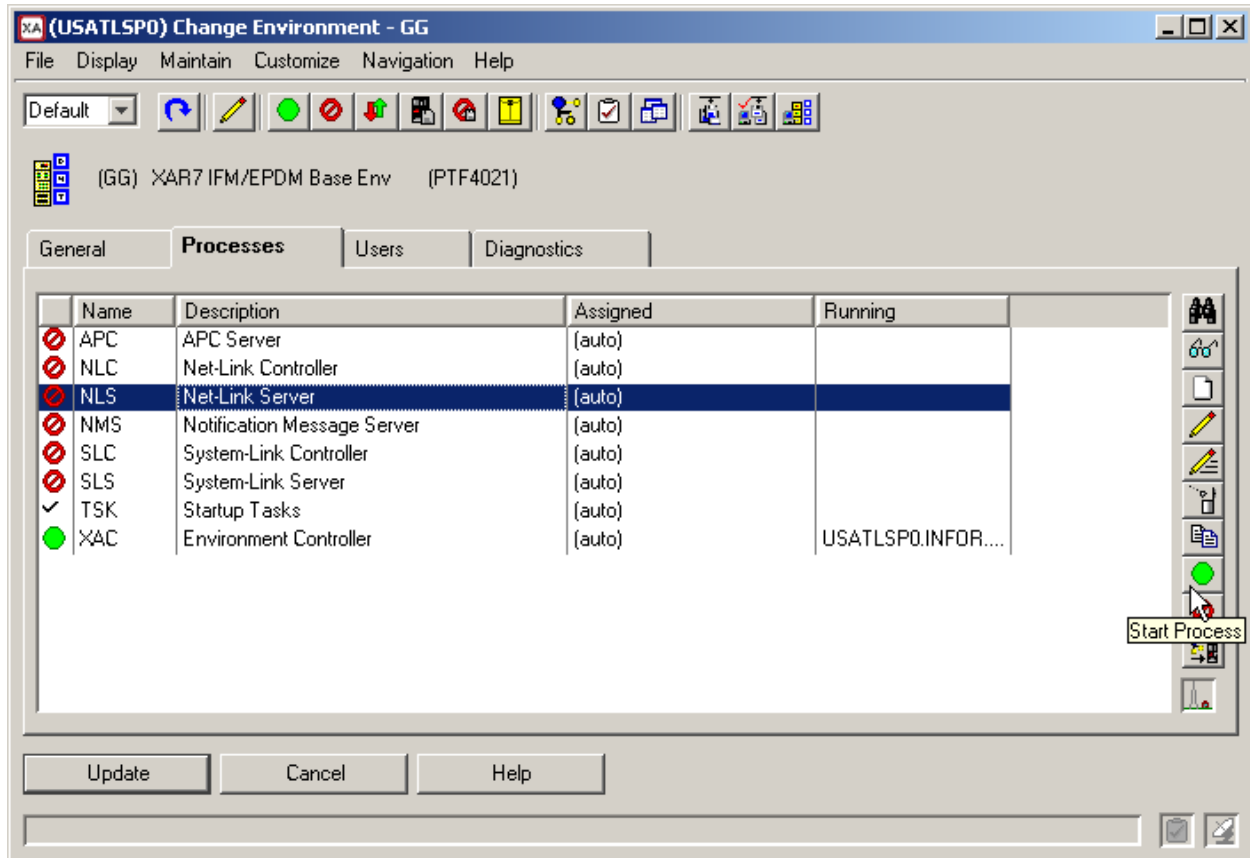 XA (USATLSP0) Change Environment - GG
File Display Maintain Customize Navigation Help
Default
(GG) XAR7 IFM/EPDM Base Env (PTF4021)
General Processes Users Diagnostics
Name Description Assigned Running
APC APC Server (auto)
NLC Net-Link Controller (auto)
NLS Net-Link Server (auto)
NMS Notification Message Server (auto)
SLC System-Link Controller (auto)
SLS System-Link Server (auto)
TSK Startup Tasks (auto)
XAC Environment Controller (auto) USATLSP0.INFOR....
Start Process
Update Cancel Help